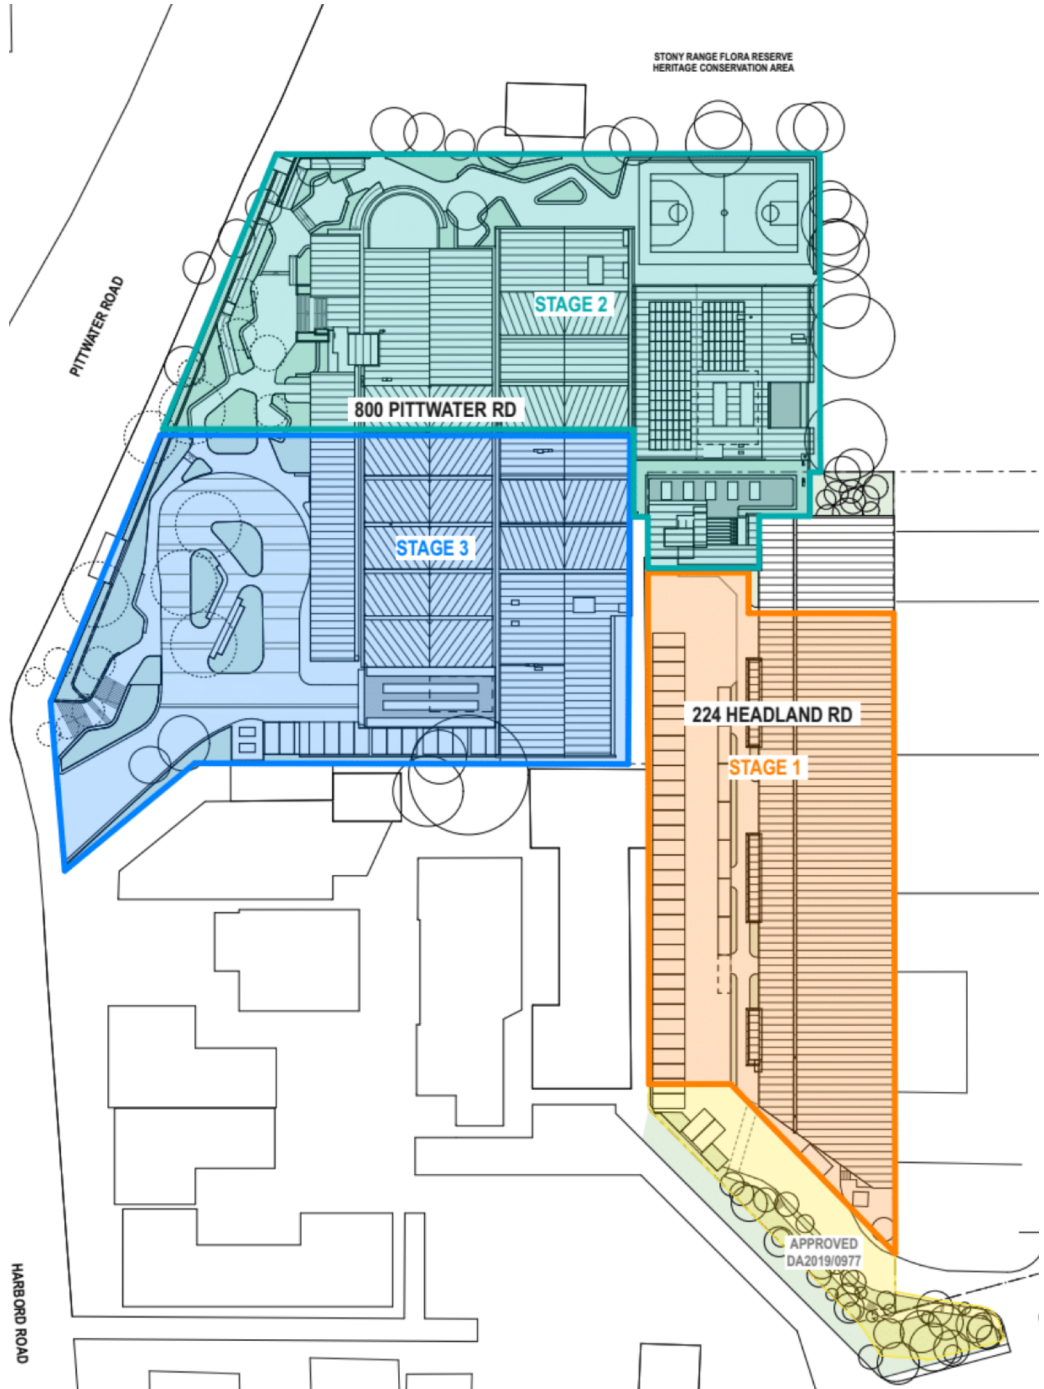 STONY RANGE FLORA RESERVE
HERITAGE CONSERVATION AREA
PITTWATER ROAD
STAGE 2
800 PITTWATER RD
STAGE 3
224 HEADLAND RD
STAGE 1
APPROVED
DA2019/0977
HARBORD ROAD